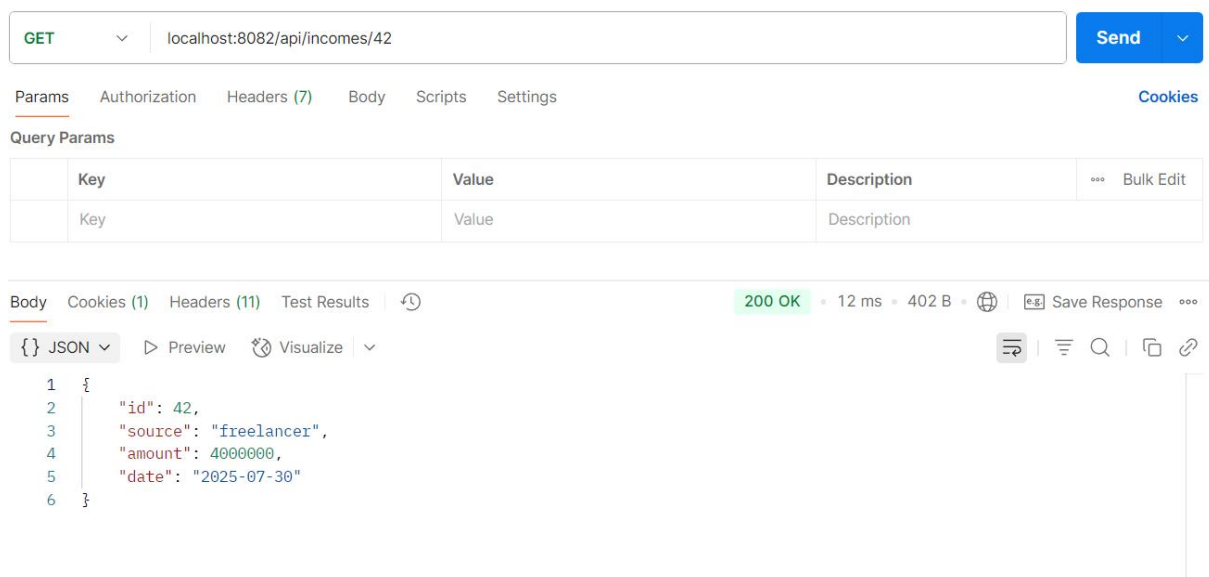 GET localhost:8082/api/incomes/42 Send
Params Authorization Headers (7) Body Scripts Settings Cookies
Query Params
Key Value Description Bulk Edit
Key Value Description
Body Cookies (1) Headers (11) Test Results 200 OK 12 ms 402 B e.g. Save Response
{} JSON Preview Visualize
1 {
2 "id": 42,
3 "source": "freelancer",
4 "amount": 4000000,
5 "date": "2025-07-30"
6 }